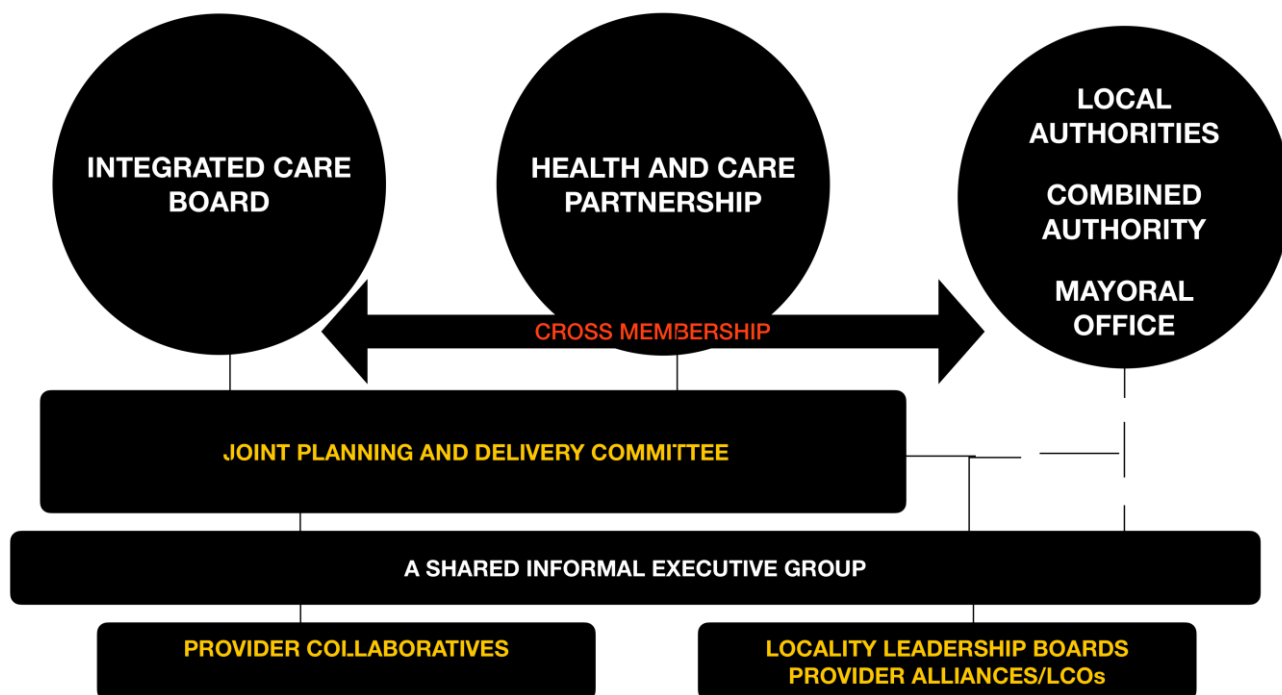 INTEGRATED CARE
BOARD
HEALTH AND CARE
PARTNERSHIP
LOCAL
AUTHORITIES
COMBINED
AUTHORITY
MAYORAL
OFFICE
CROSS MEMBERSHIP
JOINT PLANNING AND DELIVERY COMMITTEE
A SHARED INFORMAL EXECUTIVE GROUP
PROVIDER COLLABORATIVES
LOCALITY LEADERSHIP BOARDS
PROVIDER ALLIANCES/LCOs